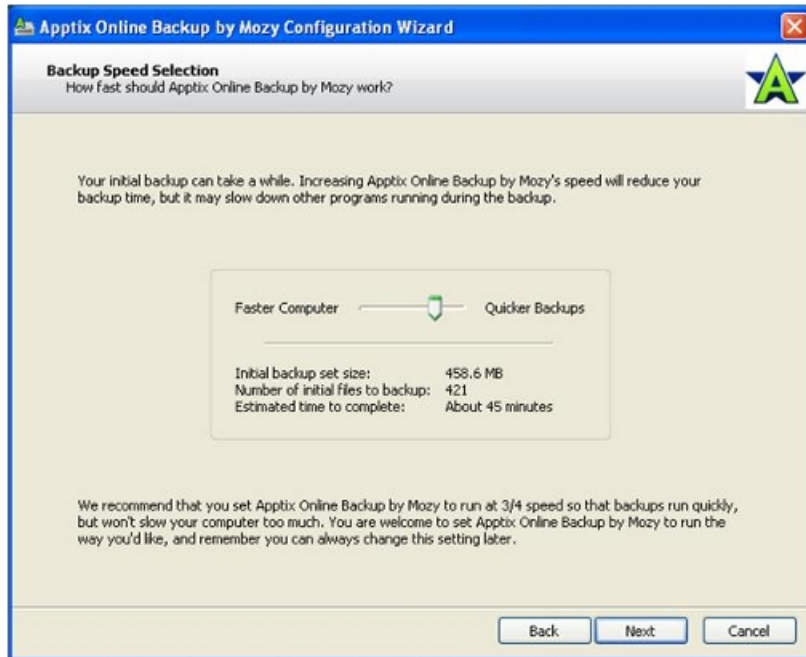 Apptix Online Backup by Mozy Configuration Wizard
Backup Speed Selection
How fast should Apptix Online Backup by Mozy work?
A
Your initial backup can take a while. Increasing Apptix Online Backup by Mozy's speed will reduce your
backup time, but it may slow down other programs running during the backup.
Faster Computer Quicker Backups
Initial backup set size: 458.6 MB
Number of initial files to backup: 421
Estimated time to complete: About 45 minutes
We recommend that you set Apptix Online Backup by Mozy to run at 3/4 speed so that backups run quickly,
but won't slow your computer too much. You are welcome to set Apptix Online Backup by Mozy to run the
way you'd like, and remember you can always change this setting later.
Back Next Cancel